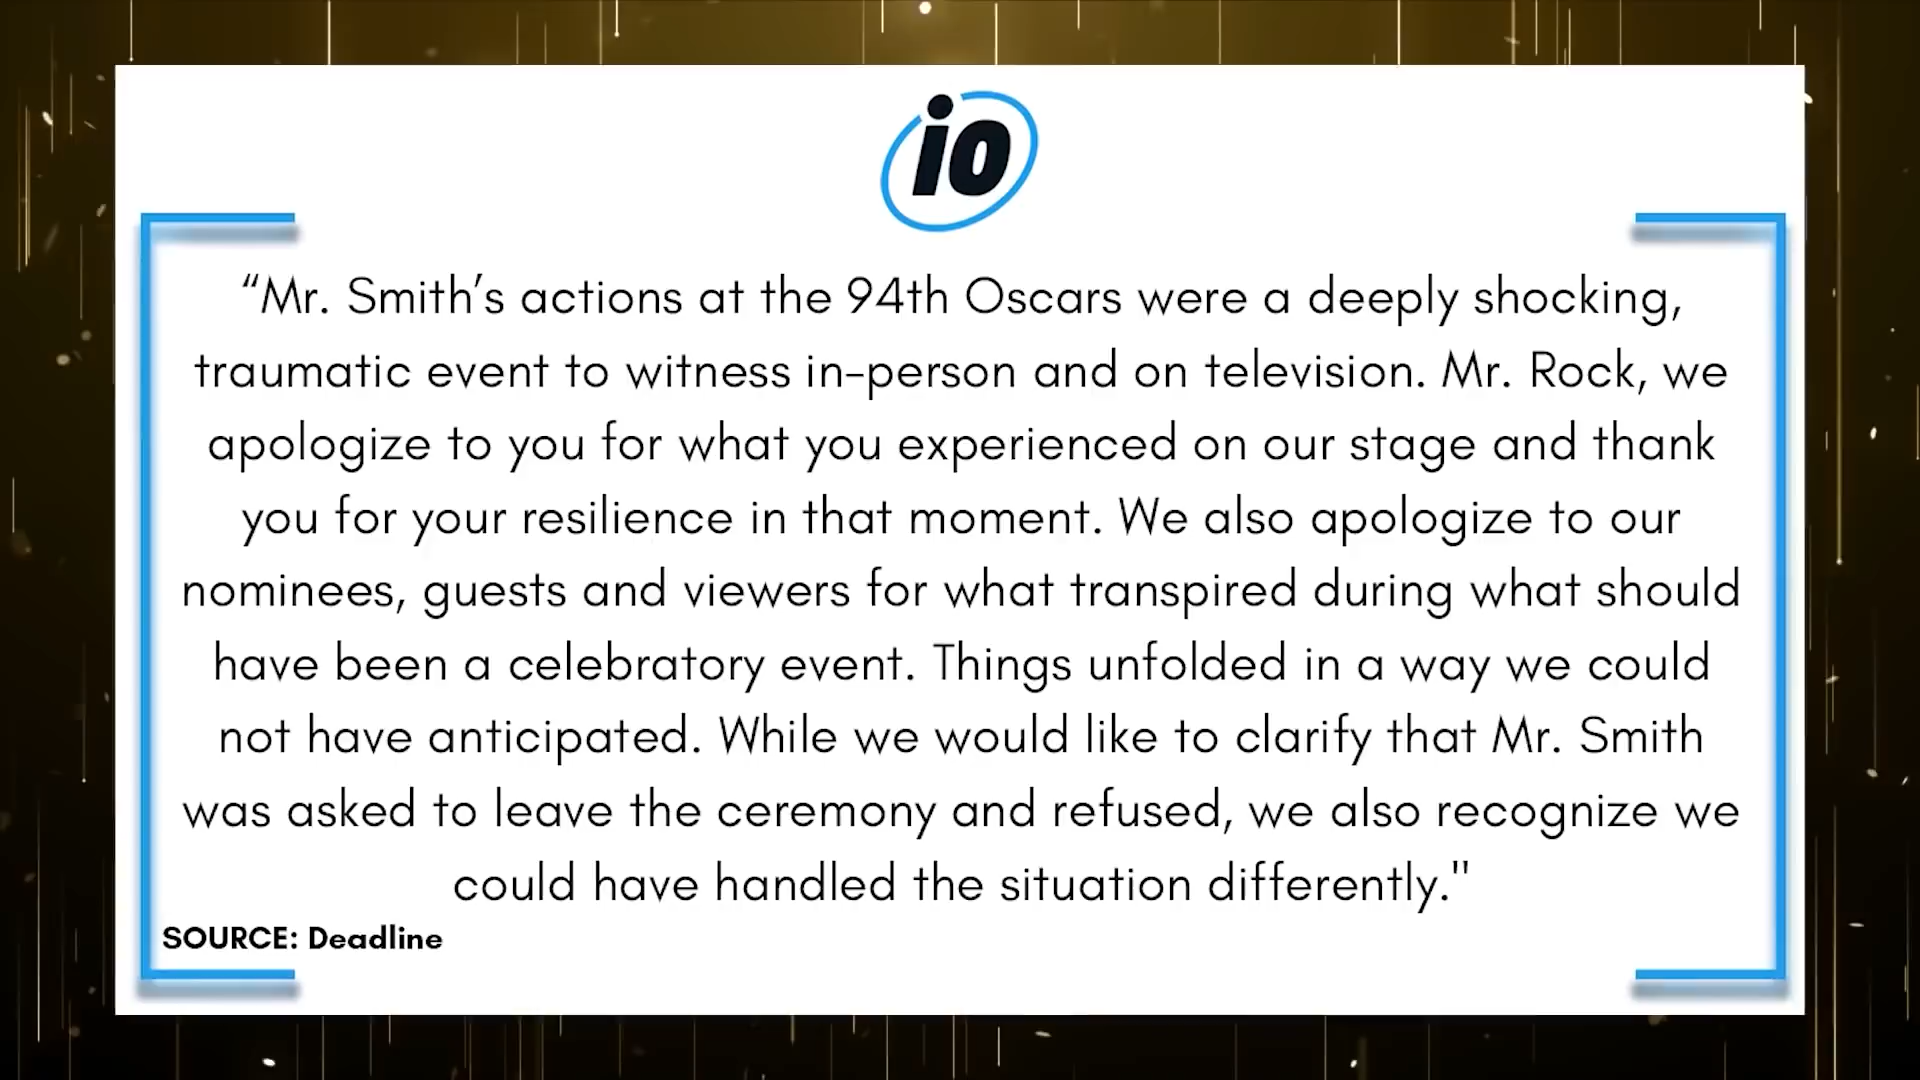 io
“Mr. Smith’s actions at the 94th Oscars were a deeply shocking,
traumatic event to witness in-person and on television. Mr. Rock, we
apologize to you for what you experienced on our stage and thank
you for your resilience in that moment. We also apologize to our
nominees, guests and viewers for what transpired during what should
have been a celebratory event. Things unfolded in a way we could
not have anticipated. While we would like to clarify that Mr. Smith
was asked to leave the ceremony and refused, we also recognize we
could have handled the situation differently."
SOURCE: Deadline